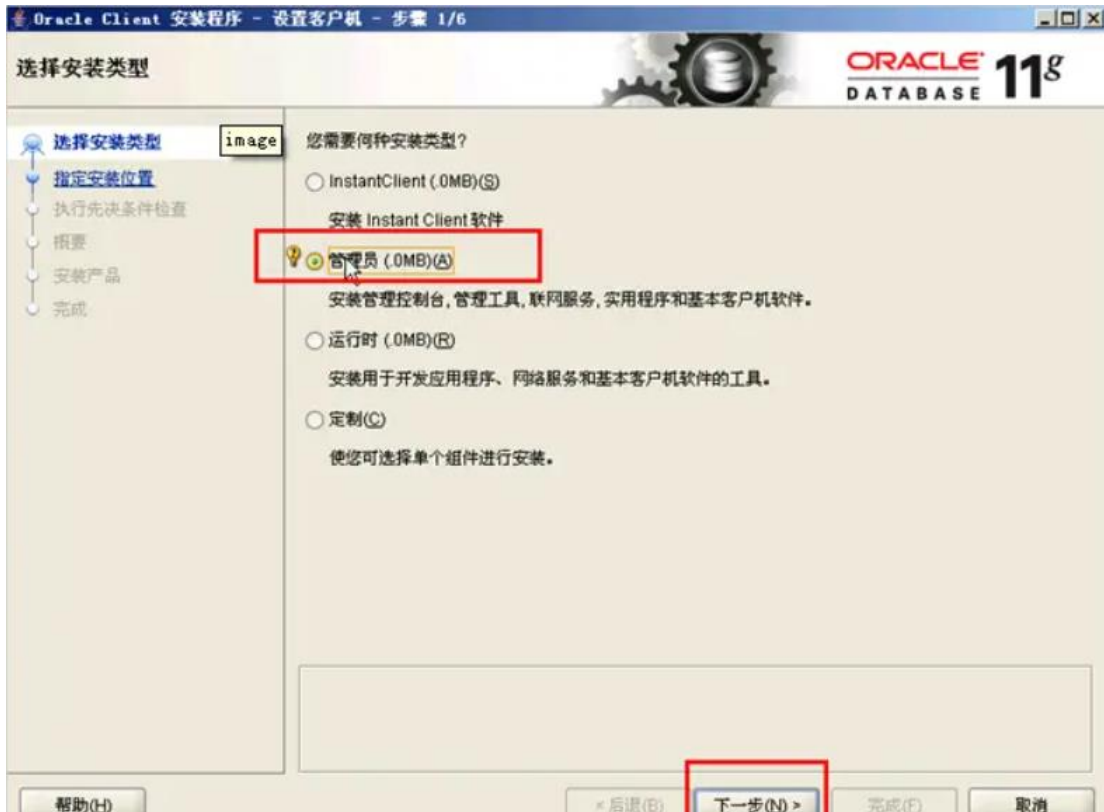 Oracle Client 安装程序 - 设置客户机 - 步骤 1/6
选择安装类型
ORACLE 11g
DATABASE
选择安装类型
image
指定安装位置
执行先决条件检查
概要
安装产品
完成
您需要何种安装类型?
InstantClient (.0MB)(S)
安装 Instant Client 软件
管理员 (.0MB)(A)
安装管理控制台,管理工具,联网服务,实用程序和基本客户机软件。
运行时 (.0MB)(R)
安装用于开发应用程序、网络服务和基本客户机软件的工具。
定制(C)
使您可选择单个组件进行安装。
帮助(H)
< 后退(B)
下一步(N) >
完成(F)
取消